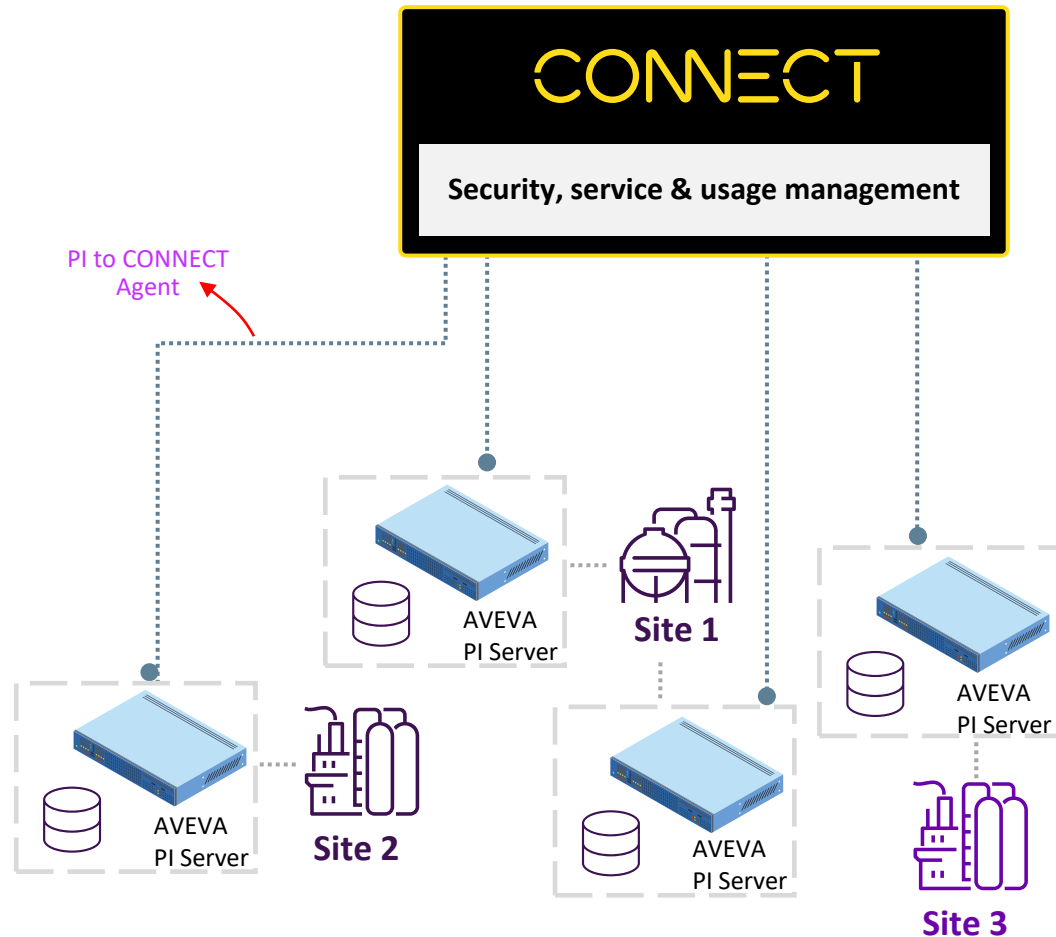 CONNECT
Security, service & usage management
PI to CONNECT
Agent
AVEVA
PI Server
Site 1
AVEVA
PI Server
AVEVA
PI Server
Site 2
AVEVA
PI Server
Site 3